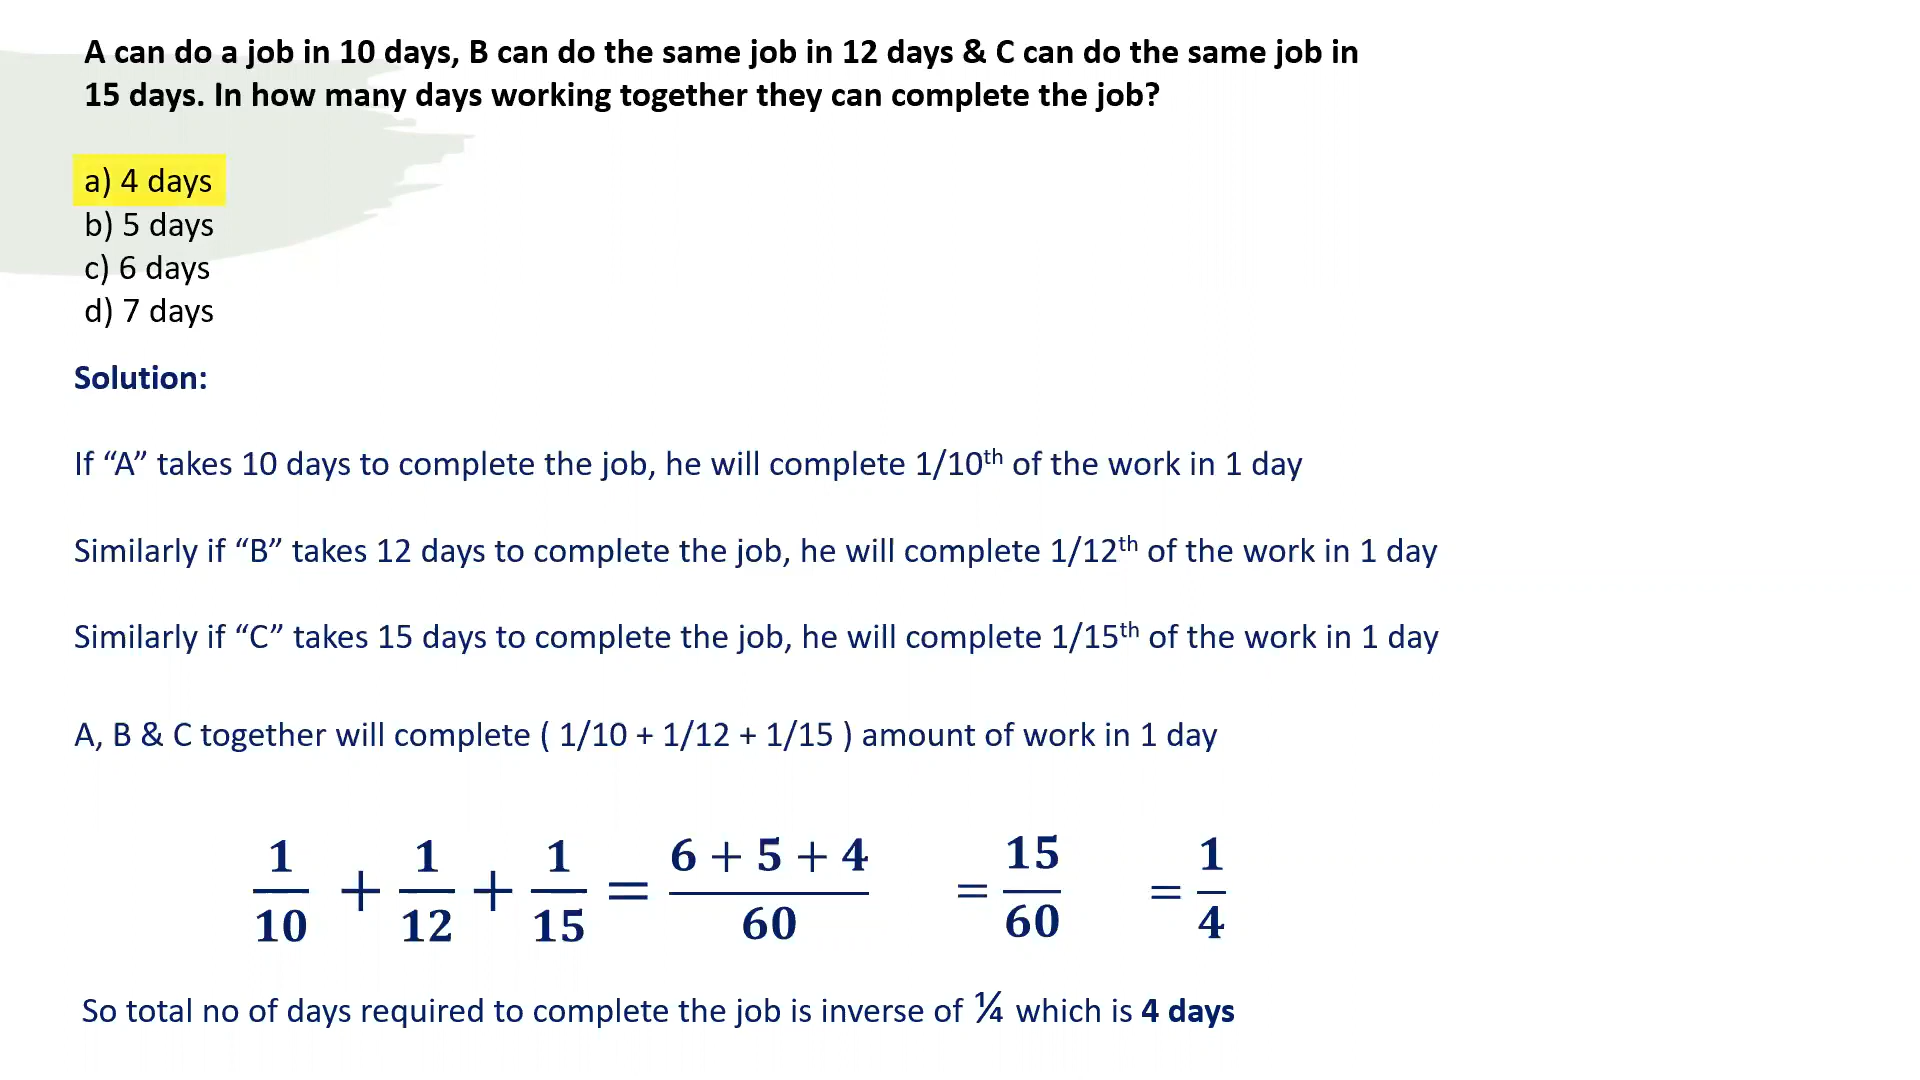 A can do a job in 10 days, B can do the same job in 12 days & C can do the same job in
15 days. In how many days working together they can complete the job?
a) 4 days
b) 5 days
c) 6 days
d) 7 days
Solution:
If “A” takes 10 days to complete the job, he will complete 1/10th of the work in 1 day
Similarly if “B” takes 12 days to complete the job, he will complete 1/12th of the work in 1 day
Similarly if “C” takes 15 days to complete the job, he will complete 1/15th of the work in 1 day
A, B & C together will complete ( 1/10 + 1/12 + 1/15 ) amount of work in 1 day
1/10 + 1/12 + 1/15 = (6 + 5 + 4)/60 = 15/60 = 1/4
So total no of days required to complete the job is inverse of ¼ which is 4 days